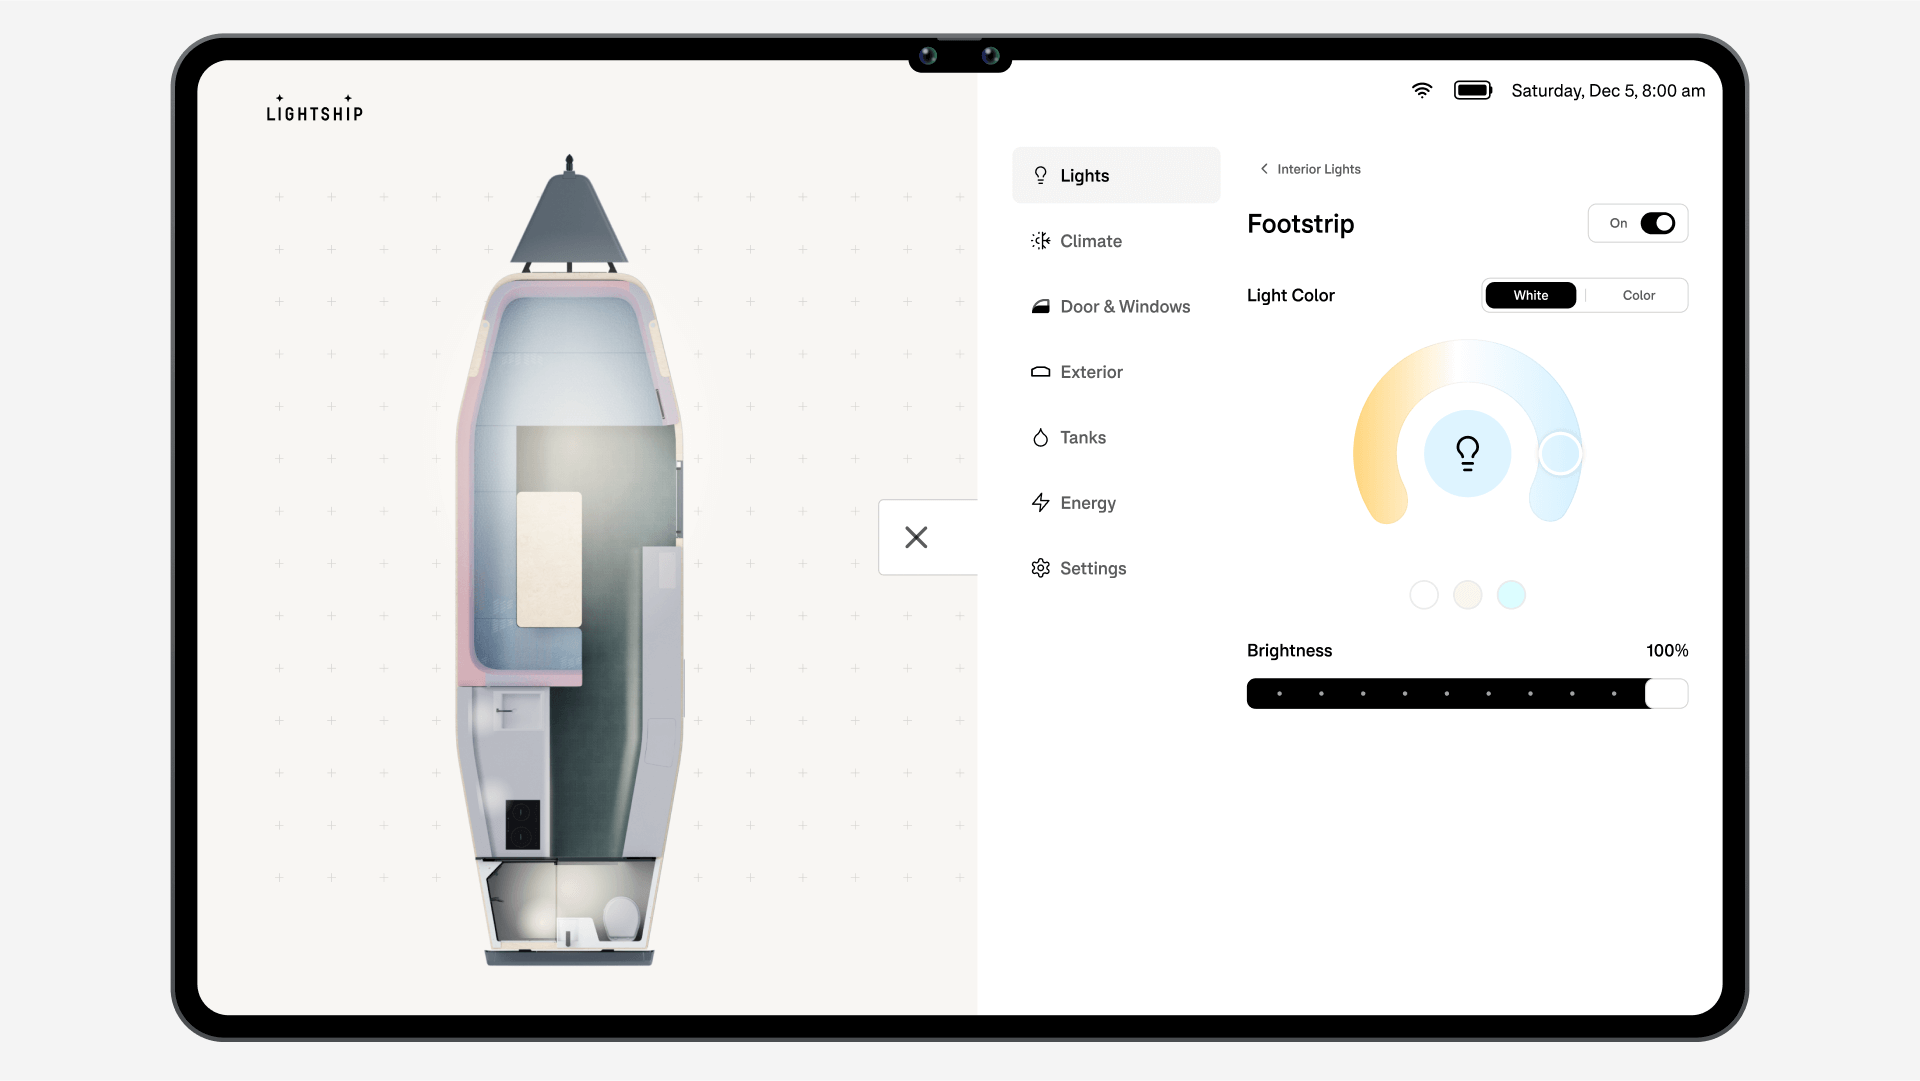 LIGHTSHIP
Saturday, Dec 5, 8:00 am
Lights
Climate
Door & Windows
Exterior
Tanks
Energy
Settings
Interior Lights
Footstrip
On
Light Color
White
Color
Brightness
100%